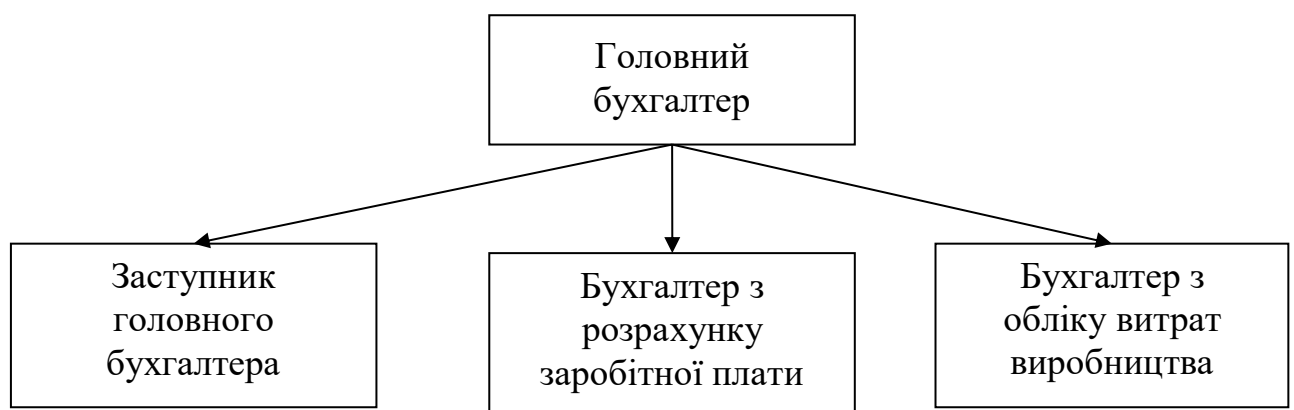 Головний
бухгалтер
Заступник
головного
бухгалтера
Бухгалтер з
розрахунку
заробітної плати
Бухгалтер з
обліку витрат
виробництва